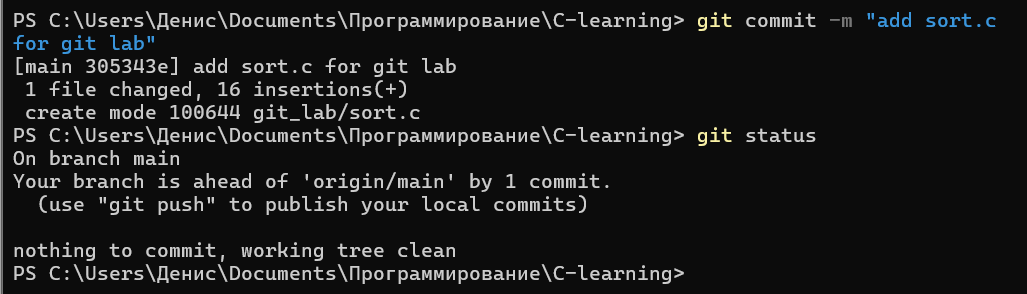 PS C:\Users\Денис\Documents\Программирование\C-learning> git commit -m "add sort.c
for git lab"
[main 305343e] add sort.c for git lab
 1 file changed, 16 insertions(+)
 create mode 100644 git_lab/sort.c
PS C:\Users\Денис\Documents\Программирование\C-learning> git status
On branch main
Your branch is ahead of 'origin/main' by 1 commit.
  (use "git push" to publish your local commits)

nothing to commit, working tree clean
PS C:\Users\Денис\Documents\Программирование\C-learning>